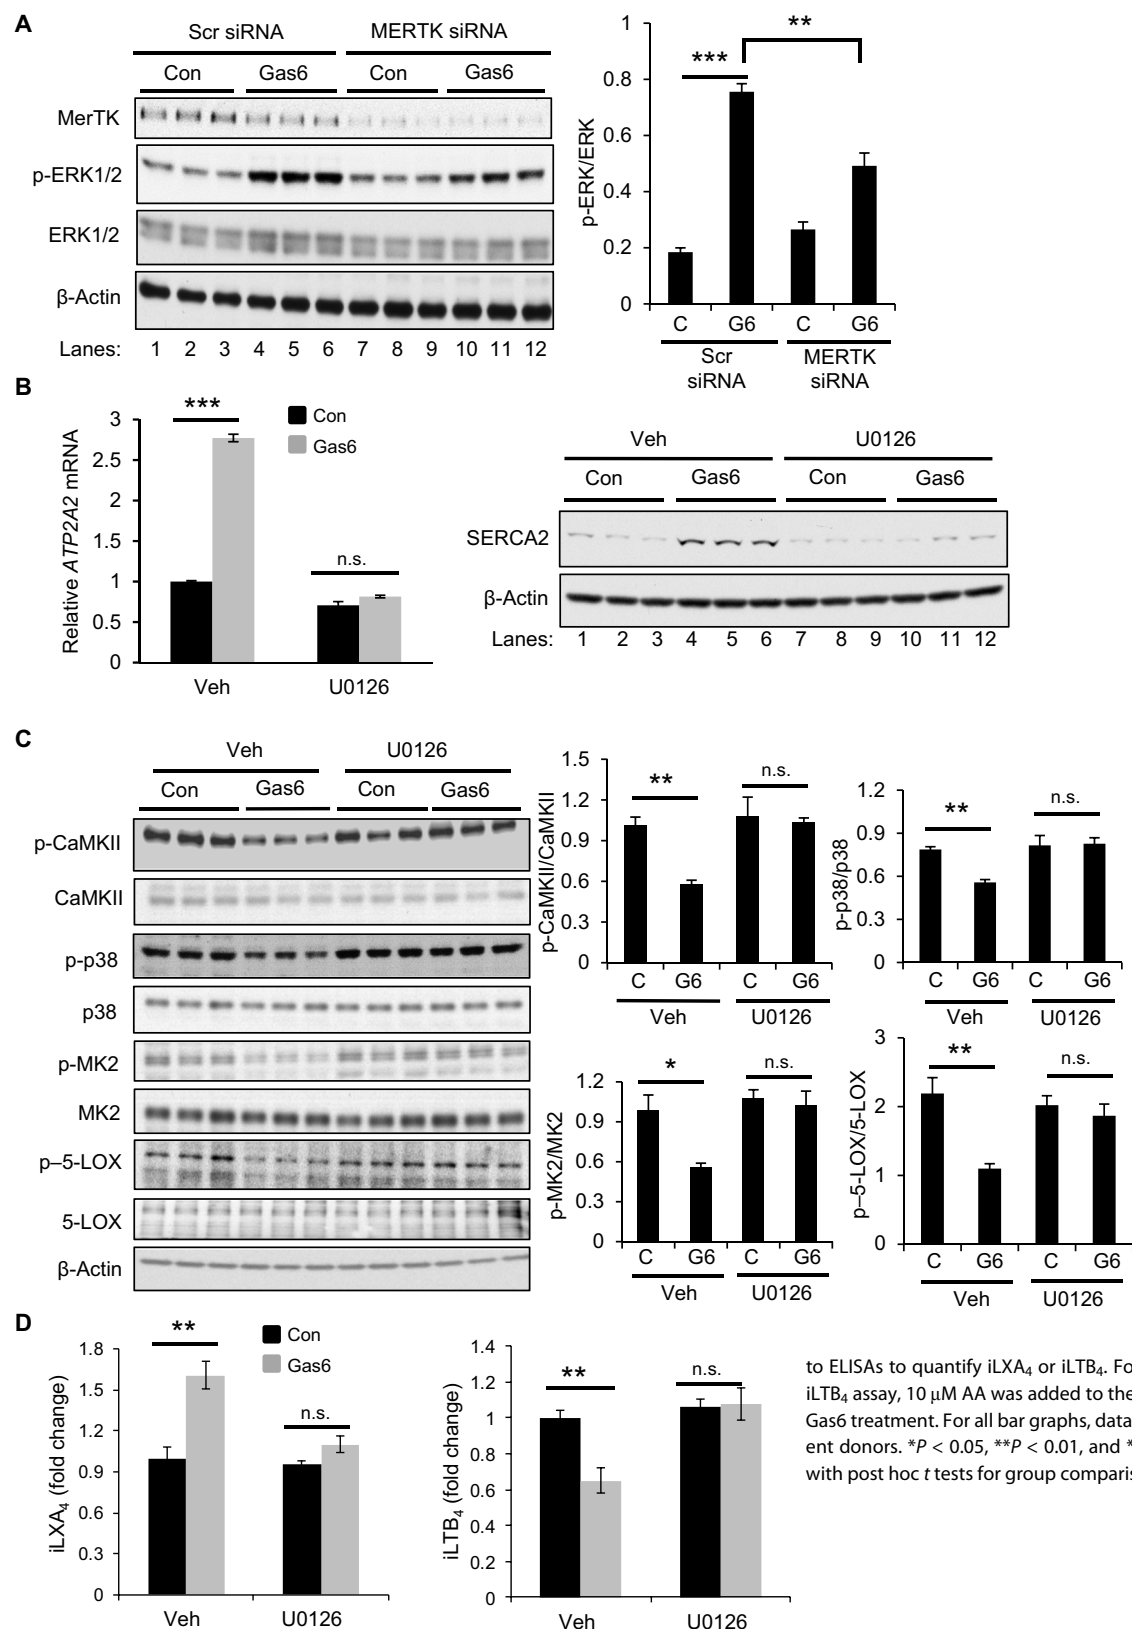 A
Scr siRNA MERTK siRNA
Con Gas6 Con Gas6
MerTK
p-ERK1/2
ERK1/2
β-Actin
Lanes: 1 2 3 4 5 6 7 8 9 10 11 12
p-ERK/ERK
1
0.8
0.6
0.4
0.2
0
*** **
C G6 C G6
Scr siRNA
MERTK siRNA
B
Relative ATP2A2 mRNA
3
2.5
2
1.5
1
0.5
0
***
n.s.
Con
Gas6
Veh U0126
Veh U0126
Con Gas6 Con Gas6
SERCA2
β-Actin
Lanes: 1 2 3 4 5 6 7 8 9 10 11 12
C
Veh U0126
Con Gas6 Con Gas6
p-CaMKII
CaMKII
p-p38
p38
p-MK2
MK2
p–5-LOX
5-LOX
β-Actin
p-CaMKII/CaMKII
1.5
1.2
0.9
0.6
0.3
0
** n.s.
C G6 C G6
Veh U0126
p-p38/p38
1.2
0.9
0.6
0.3
0
** n.s.
C G6 C G6
Veh U0126
p-MK2/MK2
1.2
0.9
0.6
0.3
0
* n.s.
C G6 C G6
Veh U0126
p–5-LOX/5-LOX
3
2
1
0
** n.s.
C G6 C G6
Veh U0126
D
iLXA4 (fold change)
1.8
1.5
1.2
0.9
0.6
0.3
0
**
n.s.
Con
Gas6
Veh U0126
iLTB4 (fold change)
1.4
1.2
1
0.8
0.6
0.4
0.2
0
** n.s.
Veh U0126
to ELISAs to quantify iLXA4 or iLTB4. Fo
iLTB4 assay, 10 μM AA was added to the
Gas6 treatment. For all bar graphs, data
ent donors. *P < 0.05, **P < 0.01, and *
with post hoc t tests for group comparis